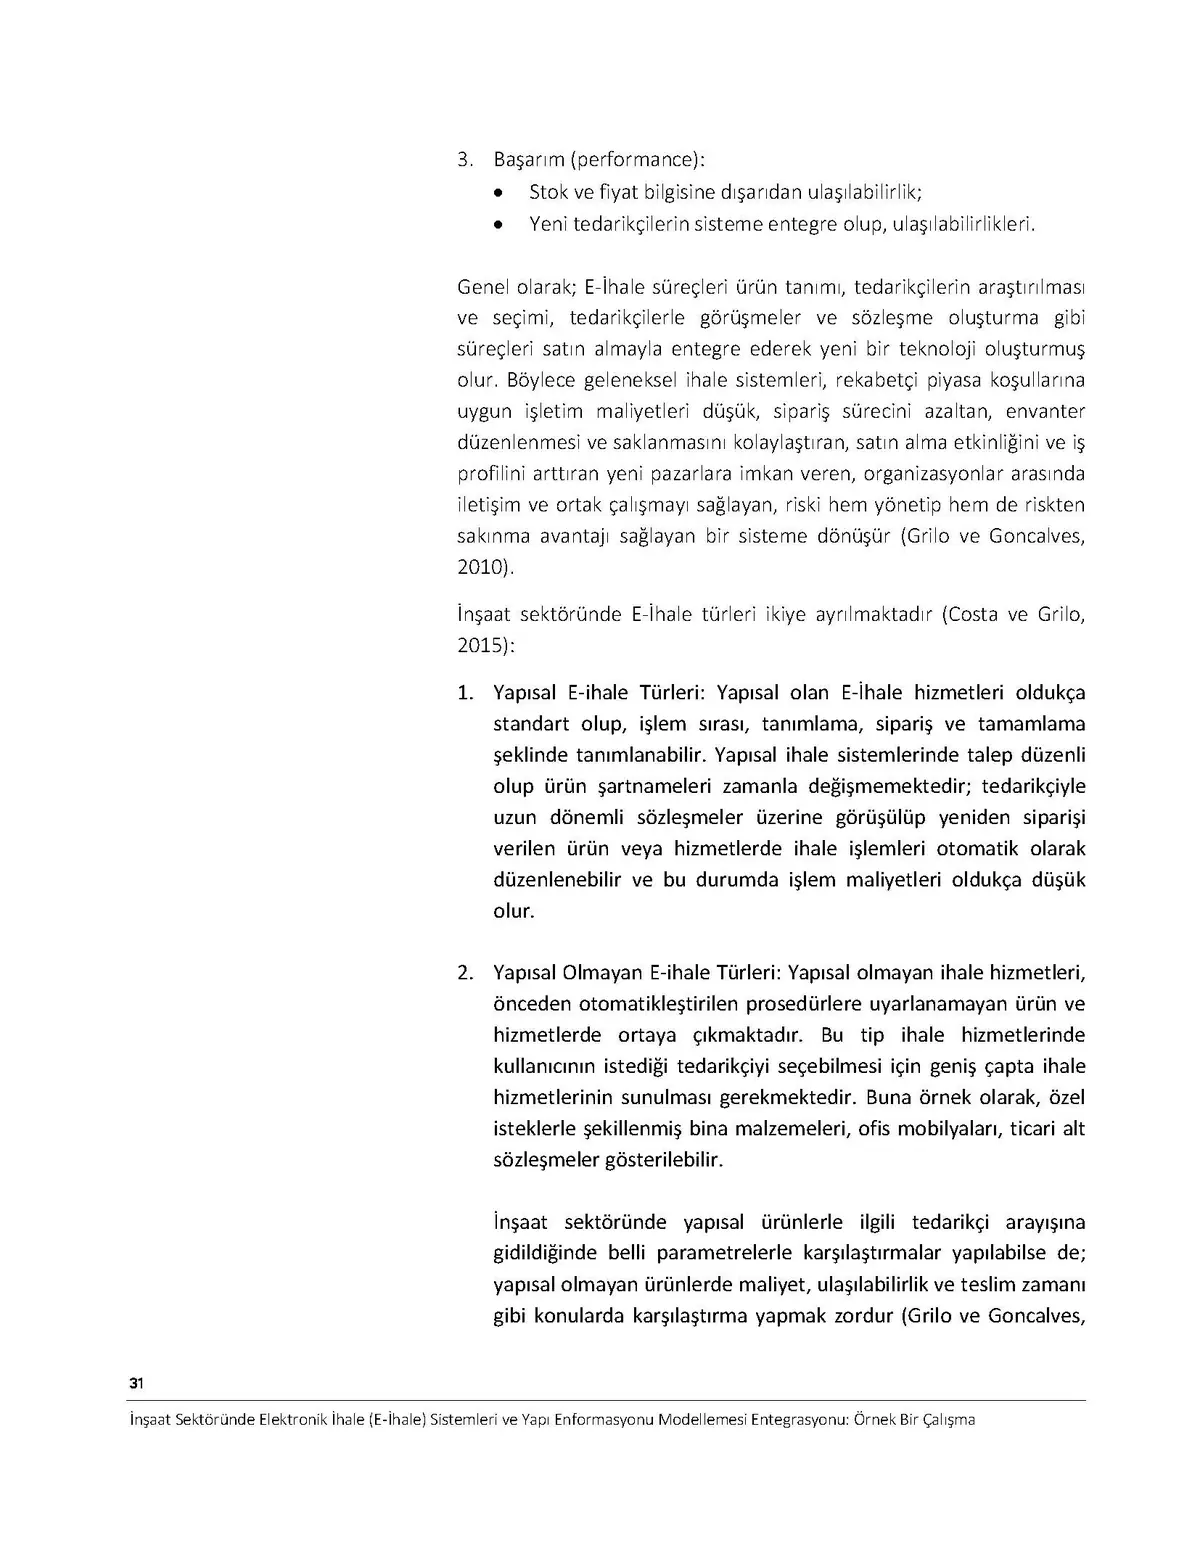 3. Başarım (performance):
• Stok ve fiyat bilgisine dışarıdan ulaşılabilirlik;
• Yeni tedarikçilerin sisteme entegre olup, ulaşılabilirlikleri.
Genel olarak; E-İhale süreçleri ürün tanımı, tedarikçilerin araştırılması
ve seçimi, tedarikçilerle görüşmeler ve sözleşme oluşturma gibi
süreçleri satın almayla entegre ederek yeni bir teknoloji oluşturmuş
olur. Böylece geleneksel ihale sistemleri, rekabetçi piyasa koşullarına
uygun işletim maliyetleri düşük, sipariş sürecini azaltan, envanter
düzenlenmesi ve saklanmasını kolaylaştıran, satın alma etkinliğini ve iş
profilini arttıran yeni pazarlara imkan veren, organizasyonlar arasında
iletişim ve ortak çalışmayı sağlayan, riski hem yönetip hem de riskten
sakınma avantajı sağlayan bir sisteme dönüşür (Grilo ve Goncalves,
2010).
İnşaat sektöründe E-İhale türleri ikiye ayrılmaktadır (Costa ve Grilo,
2015):
1. Yapısal E-ihale Türleri: Yapısal olan E-İhale hizmetleri oldukça
standart olup, işlem sırası, tanımlama, sipariş ve tamamlama
şeklinde tanımlanabilir. Yapısal ihale sistemlerinde talep düzenli
olup ürün şartnameleri zamanla değişmemektedir; tedarikçiyle
uzun dönemli sözleşmeler üzerine görüşülüp yeniden siparişi
verilen ürün veya hizmetlerde ihale işlemleri otomatik olarak
düzenlenebilir ve bu durumda işlem maliyetleri oldukça düşük
olur.
2. Yapısal Olmayan E-ihale Türleri: Yapısal olmayan ihale hizmetleri,
önceden otomatikleştirilen prosedürlere uyarlanamayan ürün ve
hizmetlerde ortaya çıkmaktadır. Bu tip ihale hizmetlerinde
kullanıcının istediği tedarikçiyi seçebilmesi için geniş çapta ihale
hizmetlerinin sunulması gerekmektedir. Buna örnek olarak, özel
isteklerle şekillenmiş bina malzemeleri, ofis mobilyaları, ticari alt
sözleşmeler gösterilebilir.
İnşaat sektöründe yapısal ürünlerle ilgili tedarikçi arayışına
gidildiğinde belli parametrelerle karşılaştırmalar yapılabilse de;
yapısal olmayan ürünlerde maliyet, ulaşılabilirlik ve teslim zamanı
gibi konularda karşılaştırma yapmak zordur (Grilo ve Goncalves,
31
İnşaat Sektöründe Elektronik İhale (E-İhale) Sistemleri ve Yapı Enformasyonu Modellemesi Entegrasyonu: Örnek Bir Çalışma